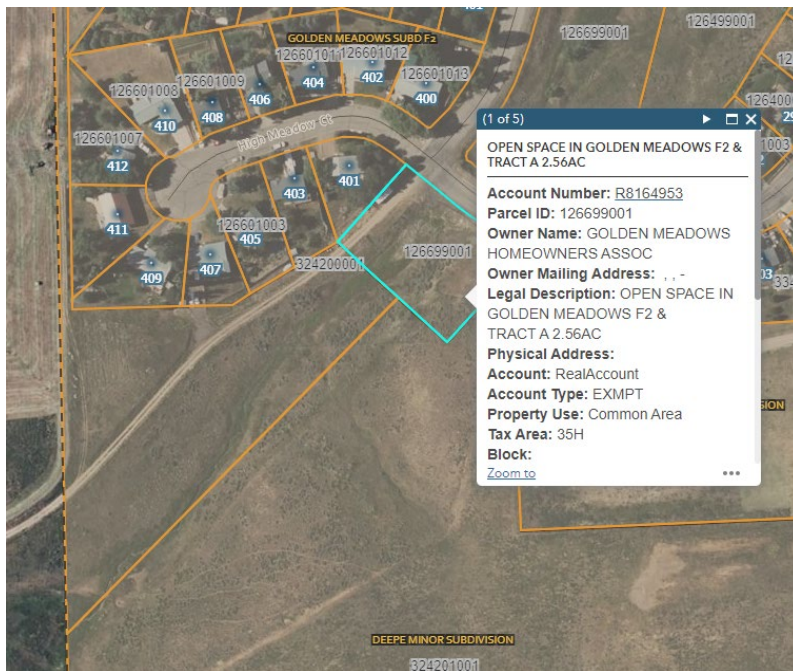 GOLDEN MEADOWS SUBD F2
126601011
126601012
126699001
126499001
126601008
126601009
404
402
126601013
406
408
410
400
High Meadow Ct
126601007
412
403
401
411
126601003
405
409
407
324200001
126699001
(1 of 5)
OPEN SPACE IN GOLDEN MEADOWS F2 &
TRACT A 2.56AC
Account Number: R8164953
Parcel ID: 126699001
Owner Name: GOLDEN MEADOWS
HOMEOWNERS ASSOC
Owner Mailing Address: , , -
Legal Description: OPEN SPACE IN
GOLDEN MEADOWS F2 &
TRACT A 2.56AC
Physical Address:
Account: RealAccount
Account Type: EXMPT
Property Use: Common Area
Tax Area: 35H
Block:
Zoom to
DEEPE MINOR SUBDIVISION
324201001